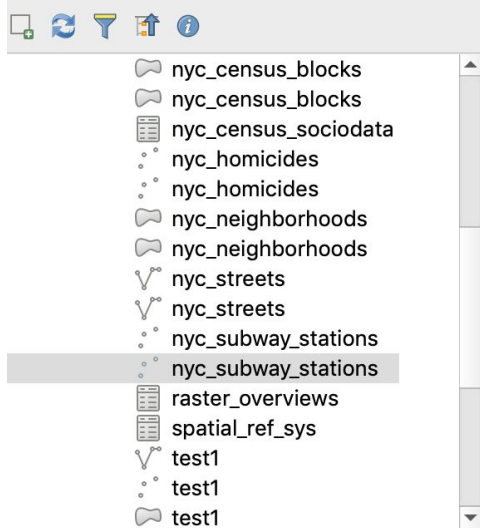 nyc_census_blocks
nyc_census_blocks
nyc_census_sociodata
nyc_homicides
nyc_homicides
nyc_neighborhoods
nyc_neighborhoods
nyc_streets
nyc_streets
nyc_subway_stations
nyc_subway_stations
raster_overviews
spatial_ref_sys
test1
test1
test1